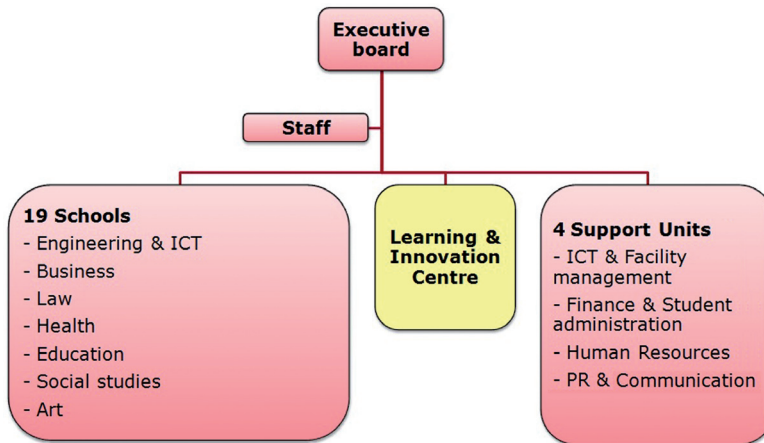 Executive
board
Staff
19 Schools
- Engineering & ICT
- Business
- Law
- Health
- Education
- Social studies
- Art
Learning &
Innovation
Centre
4 Support Units
- ICT & Facility
management
- Finance & Student
administration
- Human Resources
- PR & Communication